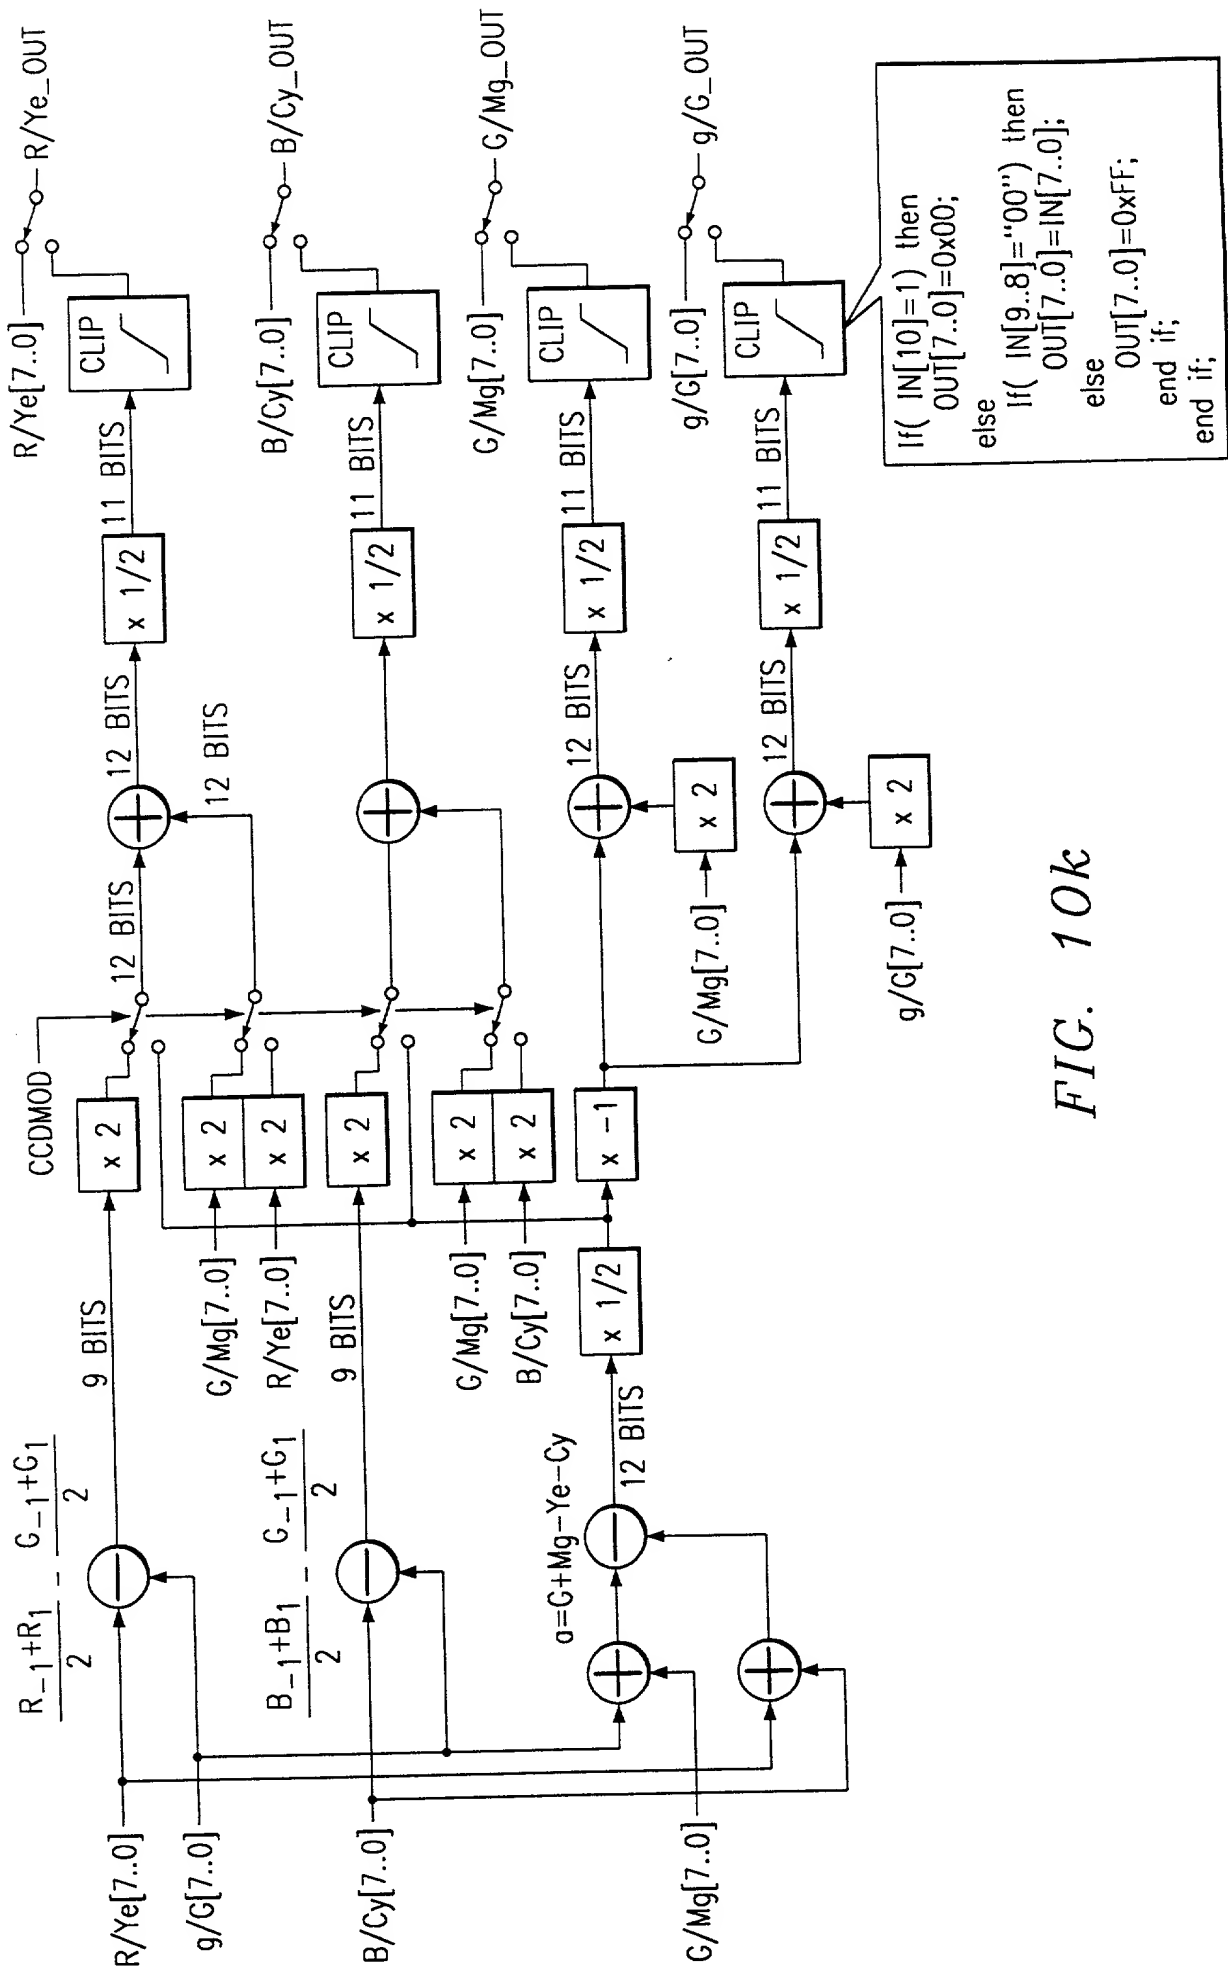 R/Ye[7..0]
g/G[7..0]
B/Cy[7..0]
G/Mg[7..0]
R₋₁+R₁
2
-
G₋₁+G₁
2
B₋₁+B₁
2
-
G₋₁+G₁
2
a=G+Mg-Ye-Cy
9 BITS
9 BITS
12 BITS
x 1/2
G/Mg[7..0]
R/Ye[7..0]
G/Mg[7..0]
B/Cy[7..0]
CCDMOD
x 2
x 2
x 2
x 2
x 2
x 2
x -1
12 BITS
12 BITS
12 BITS
G/Mg[7..0]
x 2
g/G[7..0]
x 2
12 BITS
12 BITS
x 1/2
x 1/2
x 1/2
x 1/2
11 BITS
11 BITS
11 BITS
11 BITS
CLIP
CLIP
CLIP
CLIP
R/Ye[7..0]
R/Ye_OUT
B/Cy[7..0]
B/Cy_OUT
G/Mg[7..0]
G/Mg_OUT
g/G[7..0]
g/G_OUT
If( IN[10]=1) then
OUT[7..0]=0x00;
else
If( IN[9..8]="00") then
OUT[7..0]=IN[7..0];
else
OUT[7..0]=0xFF;
end if;
end if;
FIG. 10k